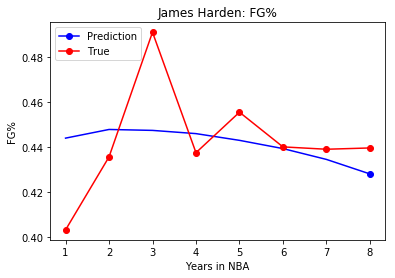 James Harden: FG%
Prediction
True
FG%
0.48
0.46
0.44
0.42
0.40
1 2 3 4 5 6 7 8
Years in NBA